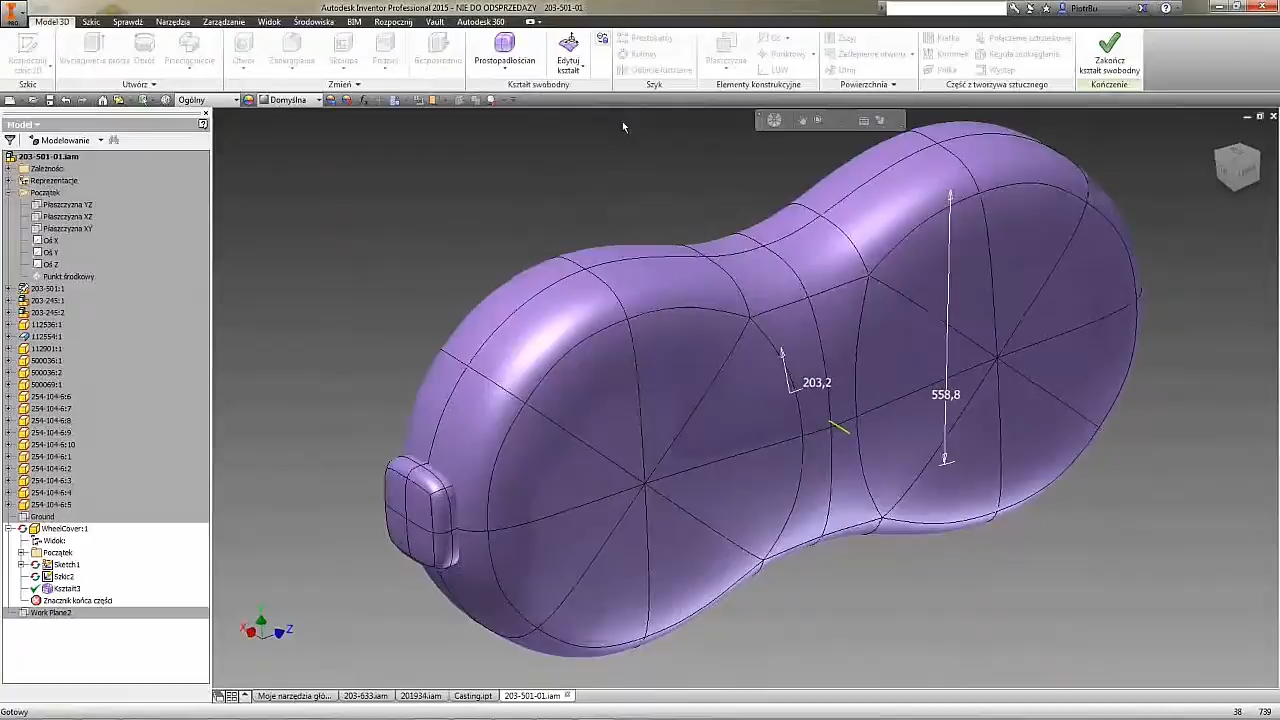 Autodesk Inventor Professional 2015 – NIE DO ODSPRZEDAŻY 203-501-01
PiotrBu
PRO
Model 3D Szkic Sprawdź Narzędzia Zarządzanie Widok Środowiska BIM Rozpocznij Vault Autodesk 360
Prostopadłościan
Edytuj
kształt
Zakończ
kształt swobodny
Szkic Utwórz Zmień Kształt swobodny Szyk Elementy konstrukcyjne Powierzchnia Część z tworzywa sztucznego Kończenie
Ogólny Domyślna
Model
Modelowanie
203-501-01.iam
Zależności
Reprezentacje
Początek
Płaszczyzna YZ
Płaszczyzna XZ
Płaszczyzna XY
Oś X
Oś Y
Oś Z
Punkt środkowy
203-501:1
203-245:1
203-245:2
112536:1
112554:1
112901:1
500036:1
500036:2
500069:1
254-104-6:6
254-104-6:7
254-104-6:8
254-104-6:9
254-104-6:10
254-104-6:1
254-104-6:2
254-104-6:3
254-104-6:4
254-104-6:5
Ground
WheelCover:1
Widok:
Początek
Sketch1
Szkic2
Kształt3
Znacznik końca części
Work Plane2
203,2
558,8
X
Y
Z
Moje narzędzia głó... 203-633.iam 201934.iam Casting.ipt 203-501-01.iam
Gotowy 38 739